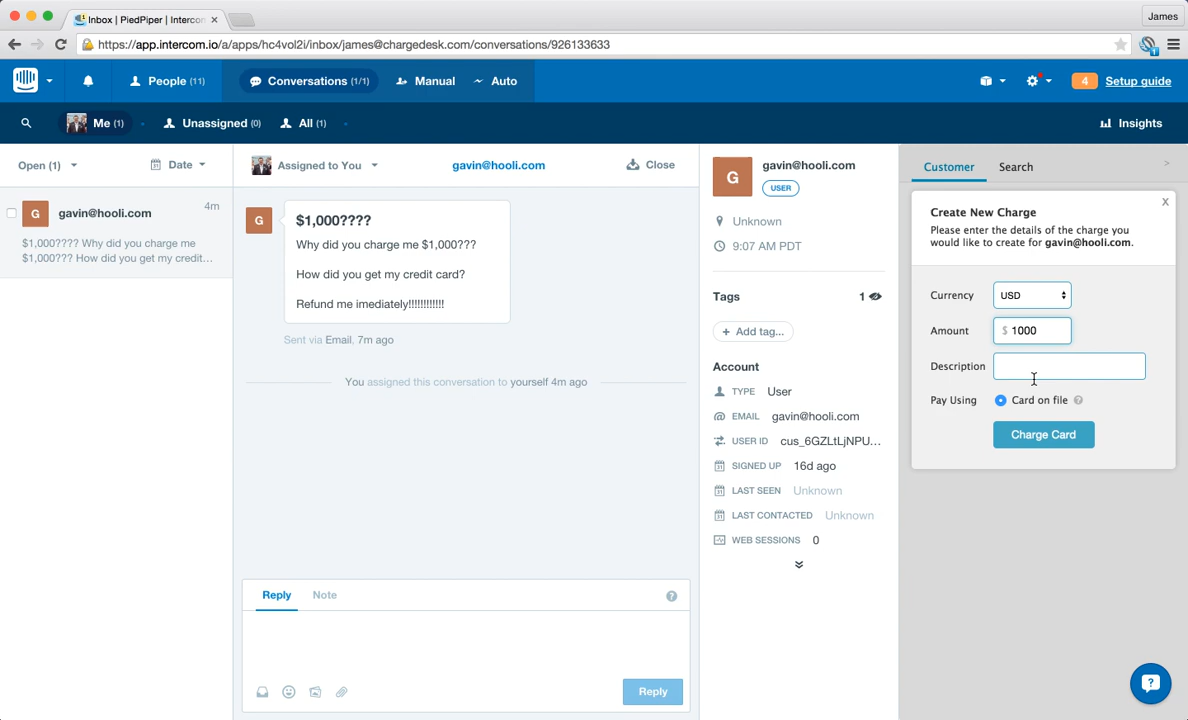 Inbox | PiedPiper | Intercon
James
https://app.intercom.io/a/apps/hc4vol2i/inbox/james@chargedesk.com/conversations/926133633
People (11)
Conversations (1/1)
Manual
Auto
4
Setup guide
Me (1)
Unassigned (0)
All (1)
Insights
Open (1)
Date
G
gavin@hooli.com
4m
$1,000???? Why did you charge me
$1,000??? How did you get my credit…
Assigned to You
gavin@hooli.com
Close
G
$1,000????
Why did you charge me $1,000???
How did you get my credit card?
Refund me imediately!!!!!!!!!!!!
Sent via Email, 7m ago
You assigned this conversation to yourself 4m ago
Reply
Note
?
Reply
G
gavin@hooli.com
USER
Unknown
9:07 AM PDT
Tags
1
+ Add tag...
Account
TYPE User
EMAIL gavin@hooli.com
USER ID cus_6GZLtLjNPU…
SIGNED UP 16d ago
LAST SEEN Unknown
LAST CONTACTED Unknown
WEB SESSIONS 0
Customer
Search
>
x
Create New Charge
Please enter the details of the charge you
would like to create for gavin@hooli.com.
Currency USD
Amount $ 1000
Description
Pay Using Card on file ?
Charge Card
?